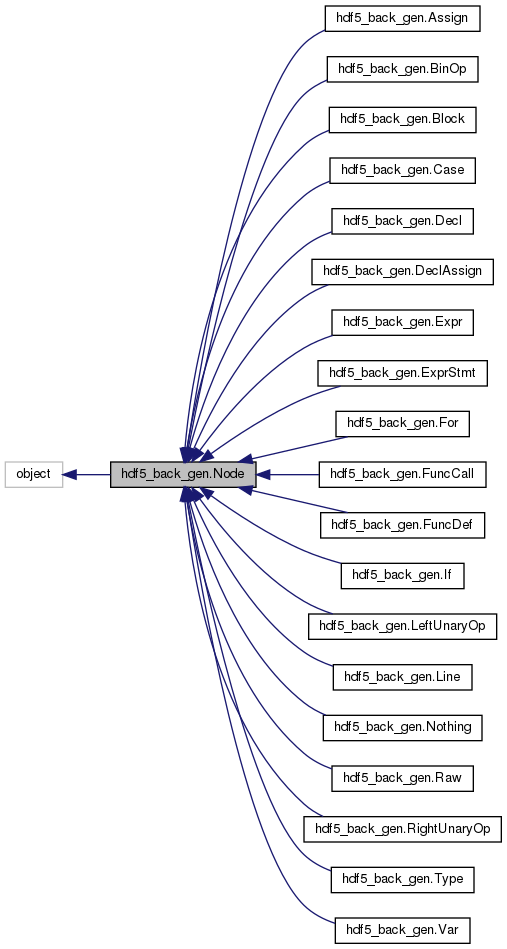 hdf5_back_gen.Assign
hdf5_back_gen.BinOp
hdf5_back_gen.Block
hdf5_back_gen.Case
hdf5_back_gen.Decl
hdf5_back_gen.DeclAssign
hdf5_back_gen.Expr
hdf5_back_gen.ExprStmt
hdf5_back_gen.For
object
hdf5_back_gen.Node
hdf5_back_gen.FuncCall
hdf5_back_gen.FuncDef
hdf5_back_gen.If
hdf5_back_gen.LeftUnaryOp
hdf5_back_gen.Line
hdf5_back_gen.Nothing
hdf5_back_gen.Raw
hdf5_back_gen.RightUnaryOp
hdf5_back_gen.Type
hdf5_back_gen.Var